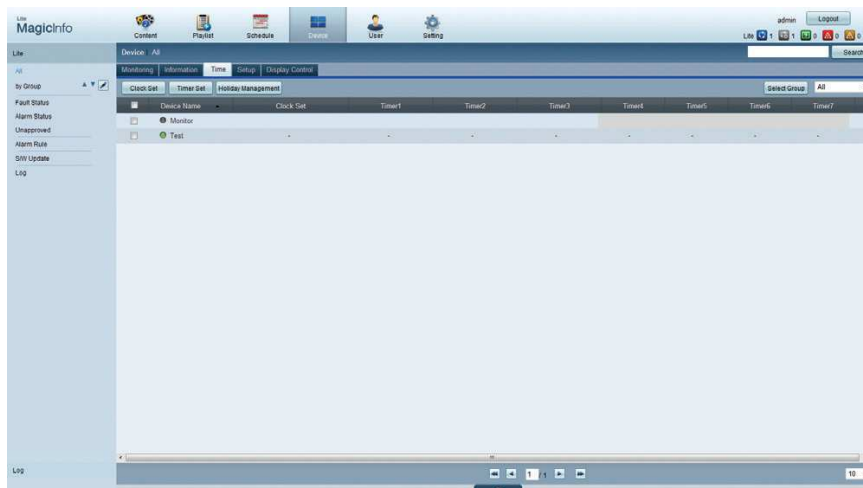 Lite
MagicInfo
Content
Playlist
Schedule
Device
User
Setting
admin
Logout
Lite 1 1 0 0 0
Lite
Device All
Search
All
by Group
Fault Status
Alarm Status
Unapproved
Alarm Rule
S/W Update
Log
Monitoring Information Time Setup Display Control
Clock Set Timer Set Holiday Management Select Group All
Device Name Clock Set Timer1 Timer2 Timer3 Timer4 Timer5 Timer6 Timer7
Monitor
Test - - - - - - - -
Log
1 / 1
10